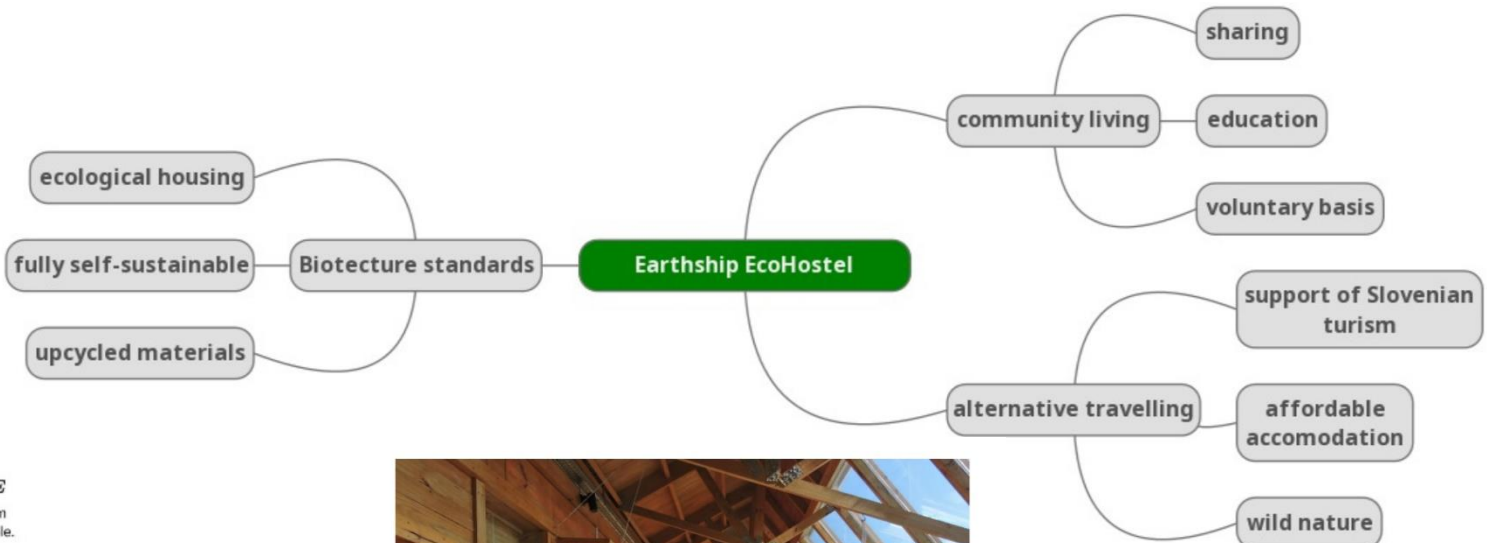 sharing
community living
education
voluntary basis
ecological housing
fully self-sustainable
Biotecture standards
upcycled materials
Earthship EcoHostel
support of Slovenian
turism
alternative travelling
affordable
accomodation
wild nature
le.